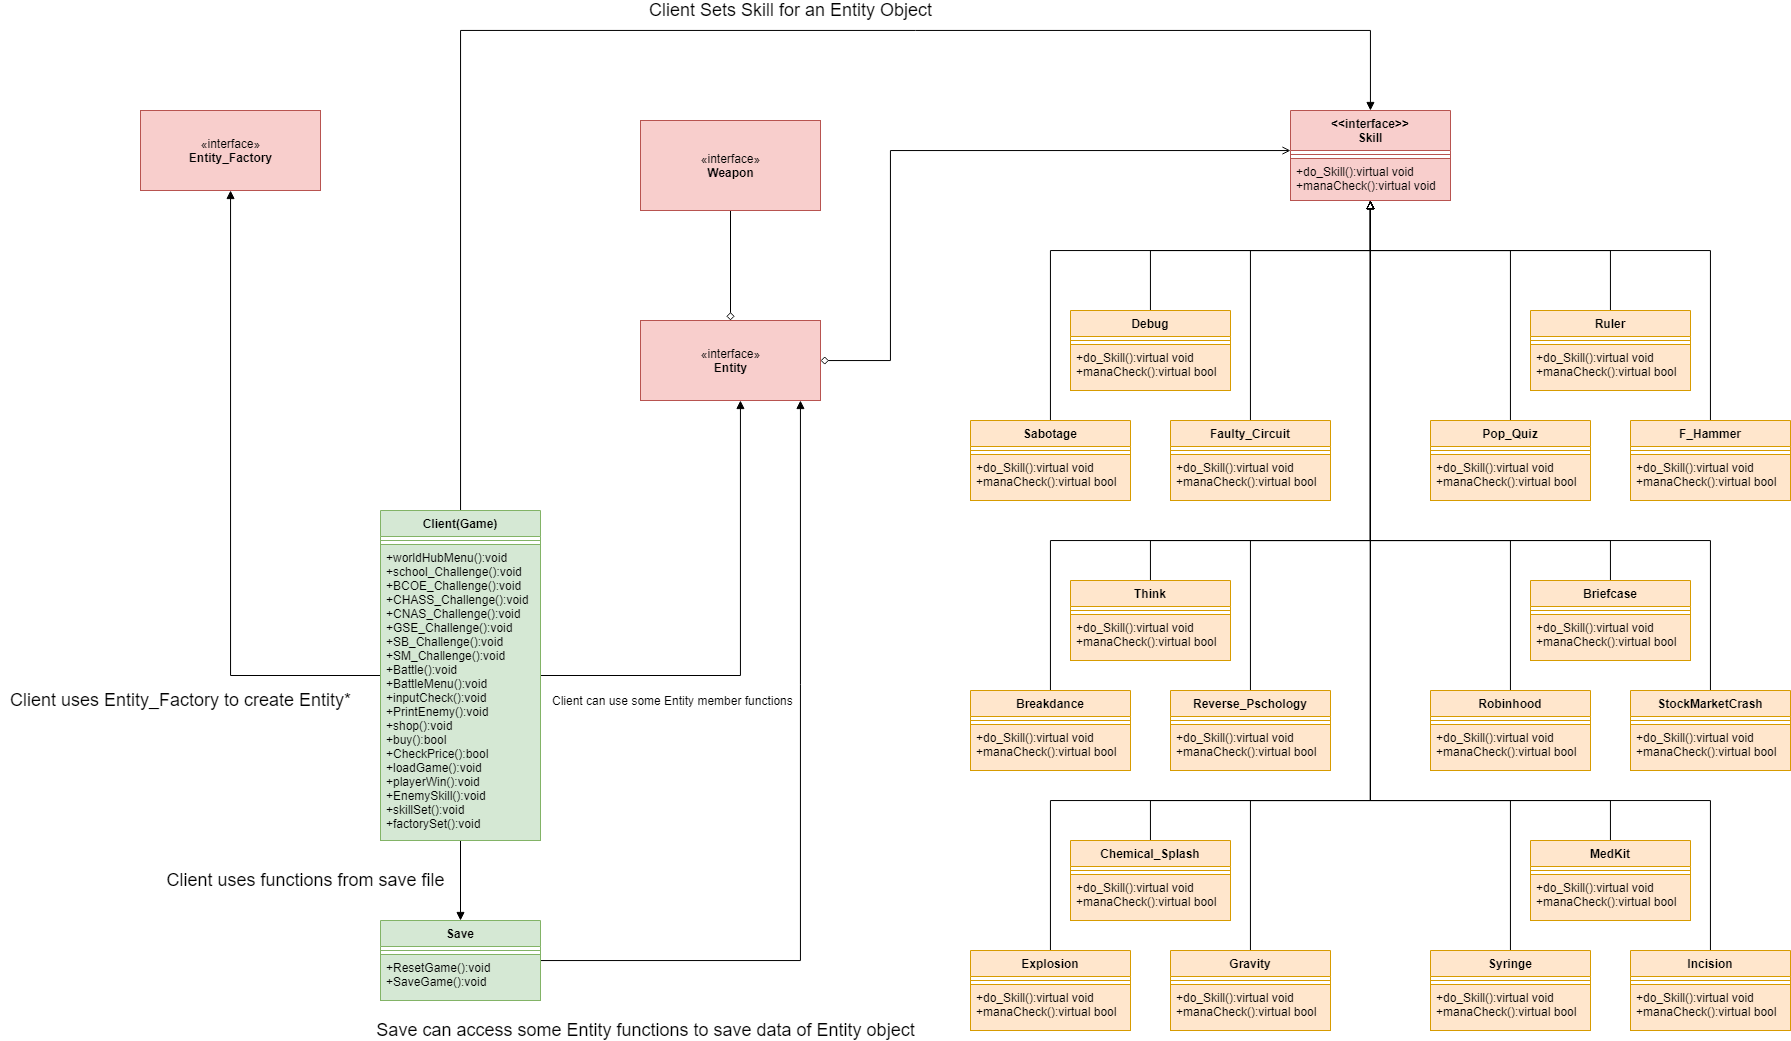 Client Sets Skill for an Entity Object
«interface»
Entity_Factory
«interface»
Weapon
<<interface>>
Skill
+do_Skill():virtual void
+manaCheck():virtual void
«interface»
Entity
Debug
+do_Skill():virtual void
+manaCheck():virtual bool
Ruler
+do_Skill():virtual void
+manaCheck():virtual bool
Sabotage
+do_Skill():virtual void
+manaCheck():virtual bool
Faulty_Circuit
+do_Skill():virtual void
+manaCheck():virtual bool
Pop_Quiz
+do_Skill():virtual void
+manaCheck():virtual bool
F_Hammer
+do_Skill():virtual void
+manaCheck():virtual bool
Client(Game)
+worldHubMenu():void
+school_Challenge():void
+BCOE_Challenge():void
+CHASS_Challenge():void
+CNAS_Challenge():void
+GSE_Challenge():void
+SB_Challenge():void
+SM_Challenge():void
+Battle():void
+BattleMenu():void
+inputCheck():void
+PrintEnemy():void
+shop():void
+buy():bool
+CheckPrice():bool
+loadGame():void
+playerWin():void
+EnemySkill():void
+skillSet():void
+factorySet():void
Client uses Entity_Factory to create Entity*
Client can use some Entity member functions
Think
+do_Skill():virtual void
+manaCheck():virtual bool
Briefcase
+do_Skill():virtual void
+manaCheck():virtual bool
Breakdance
+do_Skill():virtual void
+manaCheck():virtual bool
Reverse_Pschology
+do_Skill():virtual void
+manaCheck():virtual bool
Robinhood
+do_Skill():virtual void
+manaCheck():virtual bool
StockMarketCrash
+do_Skill():virtual void
+manaCheck():virtual bool
Client uses functions from save file
Save
+ResetGame():void
+SaveGame():void
Save can access some Entity functions to save data of Entity object
Chemical_Splash
+do_Skill():virtual void
+manaCheck():virtual bool
MedKit
+do_Skill():virtual void
+manaCheck():virtual bool
Explosion
+do_Skill():virtual void
+manaCheck():virtual bool
Gravity
+do_Skill():virtual void
+manaCheck():virtual bool
Syringe
+do_Skill():virtual void
+manaCheck():virtual bool
Incision
+do_Skill():virtual void
+manaCheck():virtual bool